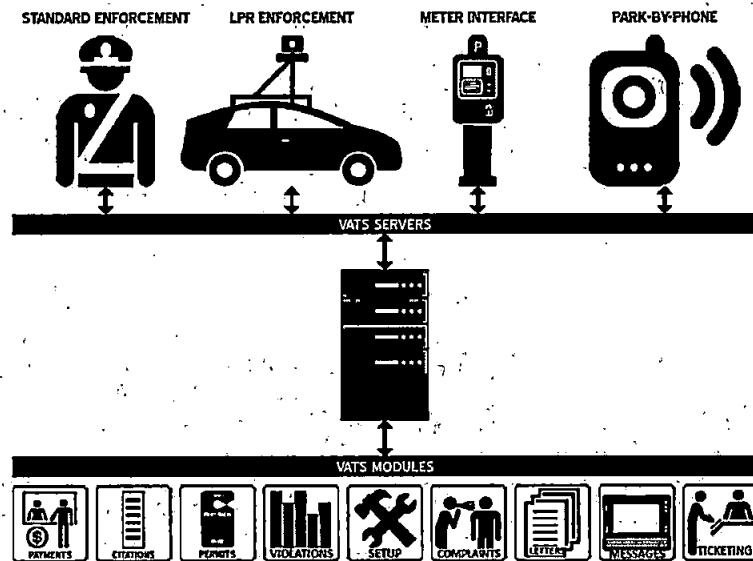 STANDARD ENFORCEMENT LPR ENFORCEMENT METER INTERFACE PARK-BY-PHONE
P
VATS SERVERS
VATS MODULES
$
PAYMENTS CITATIONS PERMITS VIOLATIONS SETUP COMPLAINTS LETTERS MESSAGES TICKETING